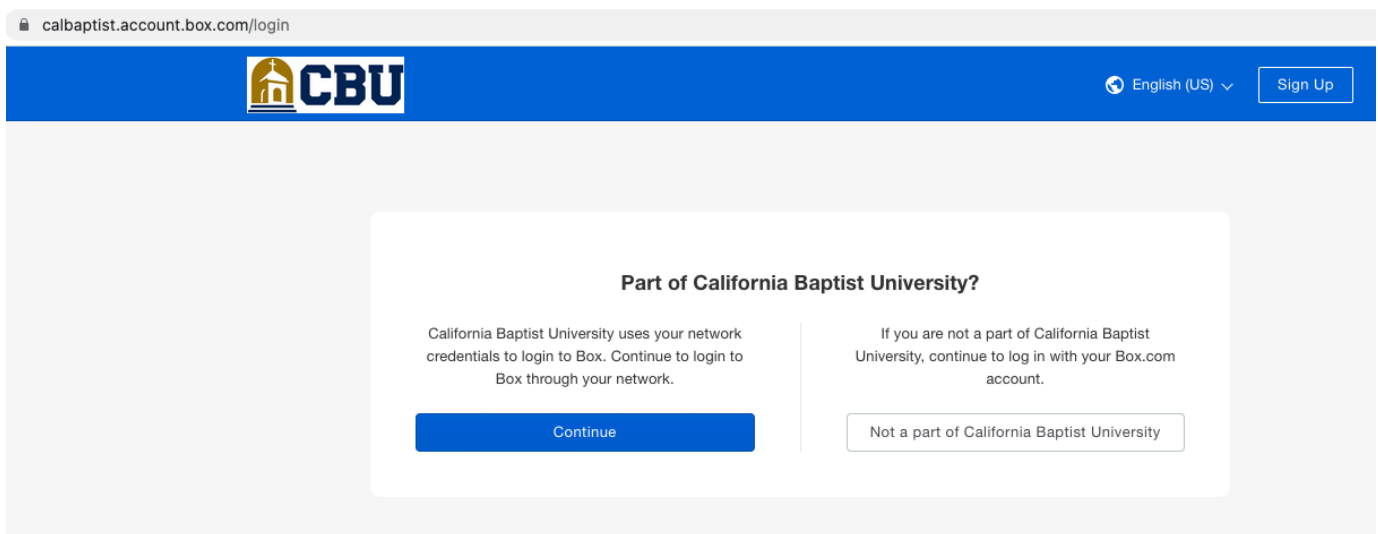 calbaptist.account.box.com/login
CBU
English (US)
Sign Up
Part of California Baptist University?
California Baptist University uses your network
credentials to login to Box. Continue to login to
Box through your network.
Continue
If you are not a part of California Baptist
University, continue to log in with your Box.com
account.
Not a part of California Baptist University